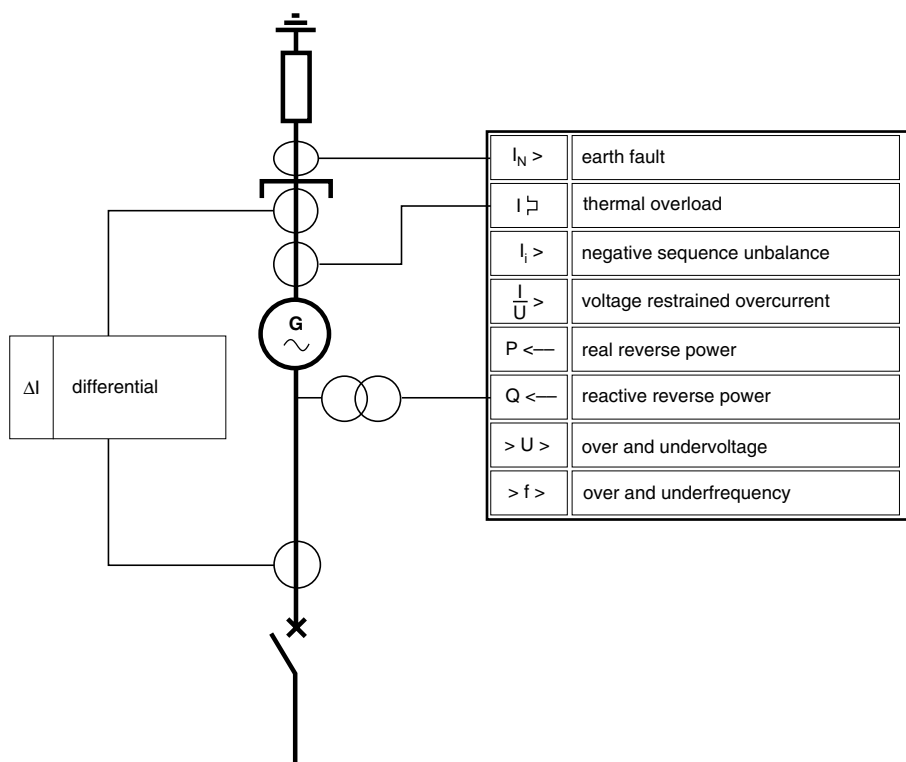 I_N > earth fault
I thermal overload
I_i > negative sequence unbalance
I/U > voltage restrained overcurrent
G
P <— real reverse power
ΔI differential
Q <— reactive reverse power
> U > over and undervoltage
> f > over and underfrequency